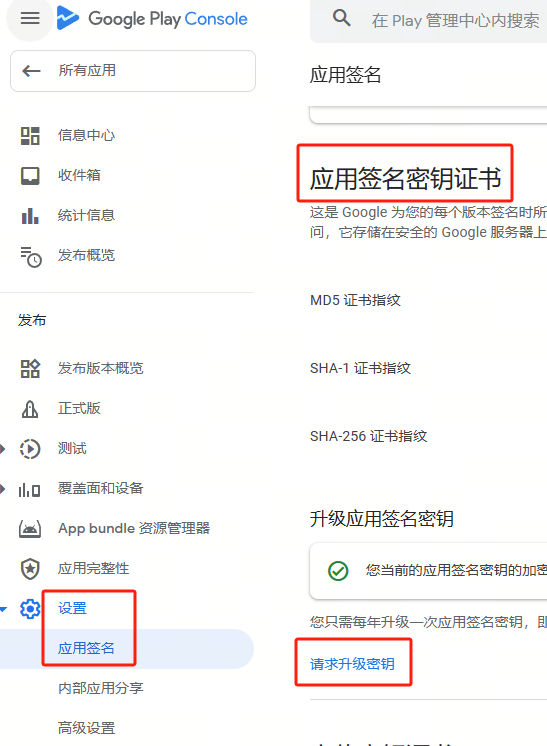 Google Play Console
所有应用
信息中心
收件箱
统计信息
发布概览
发布
发布版本概览
正式版
测试
覆盖面和设备
App bundle 资源管理器
应用完整性
设置
应用签名
内部应用分享
高级设置
在 Play 管理中心内搜索
应用签名
应用签名密钥证书
这是 Google 为您的每个版本签名时所
问，它存储在安全的 Google 服务器上
MD5 证书指纹
SHA-1 证书指纹
SHA-256 证书指纹
升级应用签名密钥
您当前的应用签名密钥的加密
您只需每年升级一次应用签名密钥，即
请求升级密钥